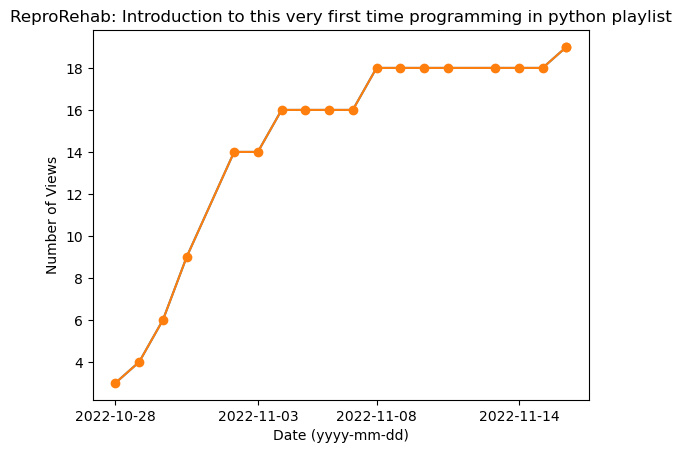 ReproRehab: Introduction to this very first time programming in python playlist
18
16
14
12
10
8
6
4
Number of Views
2022-10-28 2022-11-03 2022-11-08 2022-11-14
Date (yyyy-mm-dd)